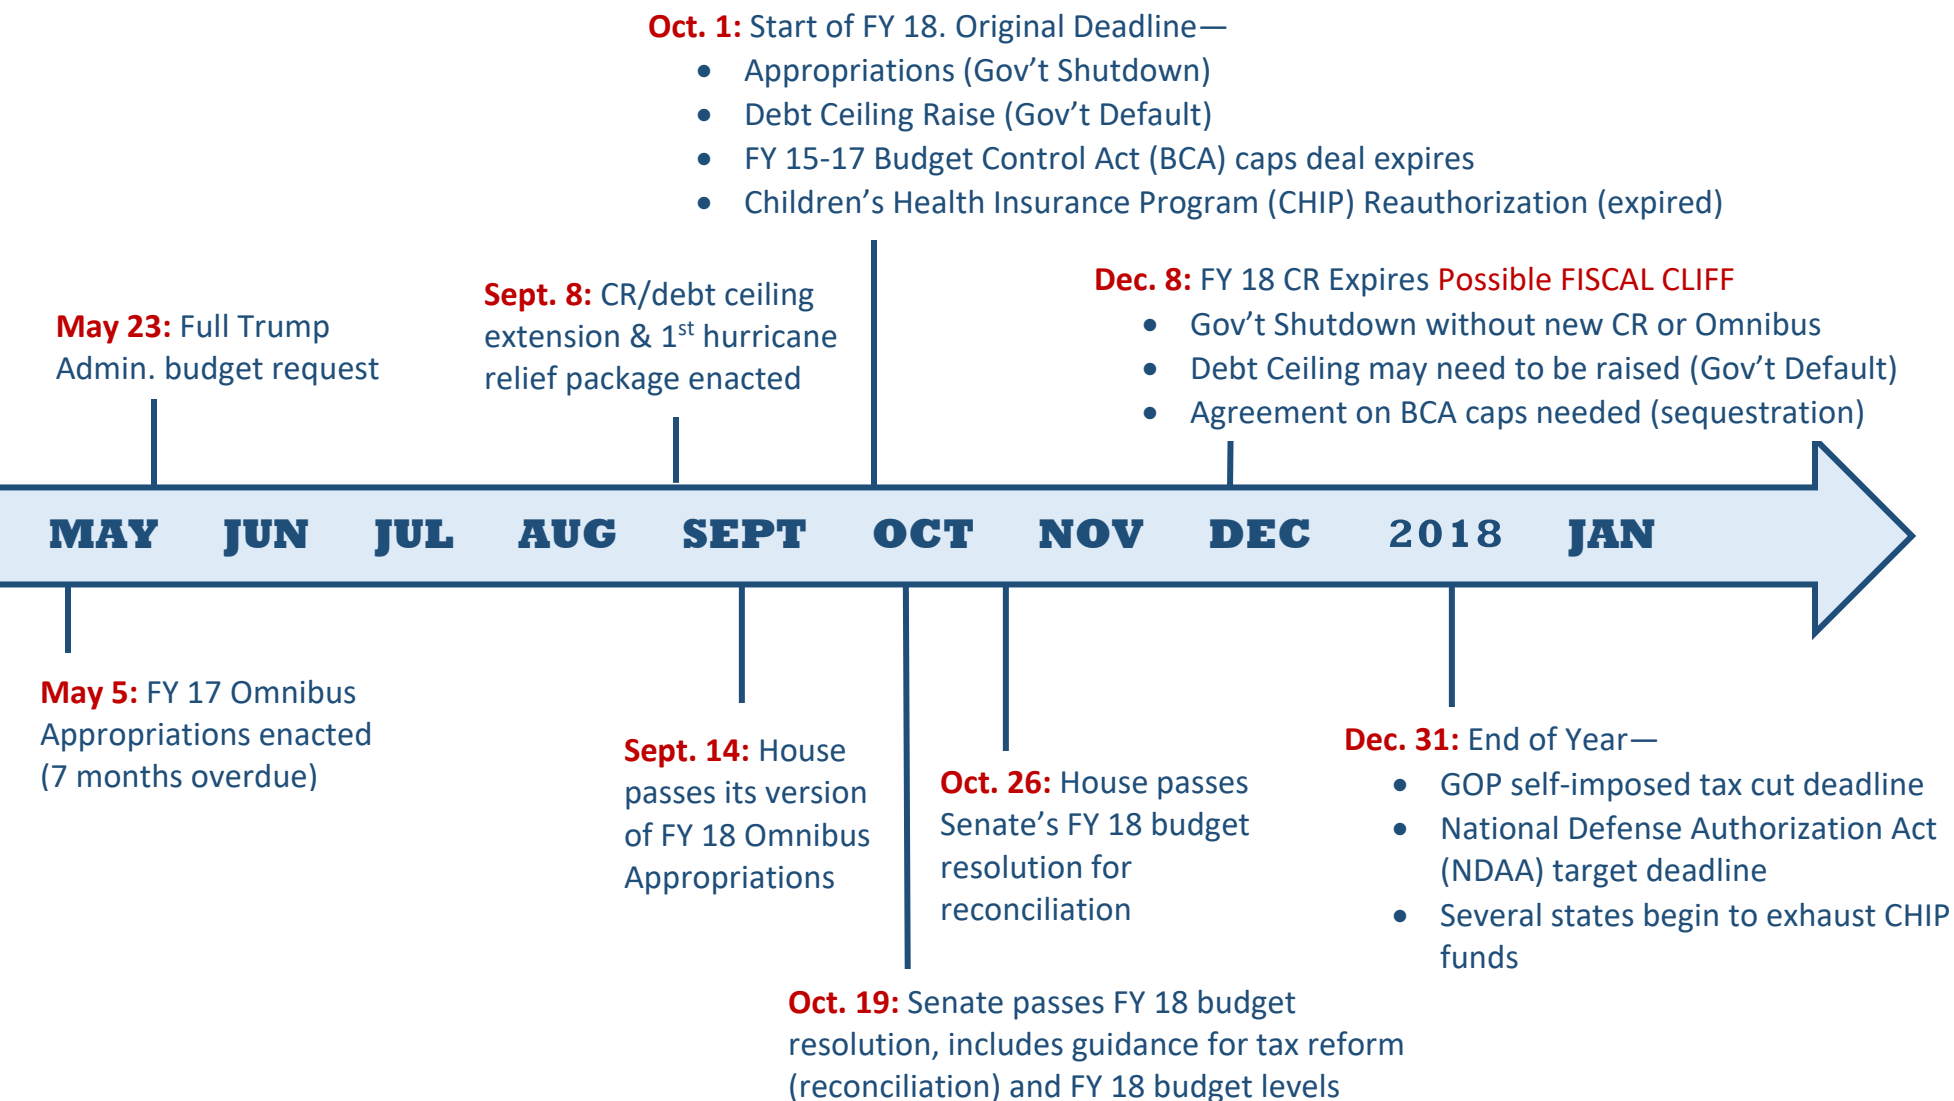 Oct. 1: Start of FY 18. Original Deadline—
• Appropriations (Gov’t Shutdown)
• Debt Ceiling Raise (Gov’t Default)
• FY 15-17 Budget Control Act (BCA) caps deal expires
• Children’s Health Insurance Program (CHIP) Reauthorization (expired)
May 23: Full Trump
Admin. budget request
Sept. 8: CR/debt ceiling
extension & 1st hurricane
relief package enacted
Dec. 8: FY 18 CR Expires Possible FISCAL CLIFF
• Gov’t Shutdown without new CR or Omnibus
• Debt Ceiling may need to be raised (Gov’t Default)
• Agreement on BCA caps needed (sequestration)
MAY JUN JUL AUG SEPT OCT NOV DEC 2018 JAN
May 5: FY 17 Omnibus
Appropriations enacted
(7 months overdue)
Sept. 14: House
passes its version
of FY 18 Omnibus
Appropriations
Oct. 26: House passes
Senate’s FY 18 budget
resolution for
reconciliation
Dec. 31: End of Year—
• GOP self-imposed tax cut deadline
• National Defense Authorization Act
(NDAA) target deadline
• Several states begin to exhaust CHIP
funds
Oct. 19: Senate passes FY 18 budget
resolution, includes guidance for tax reform
(reconciliation) and FY 18 budget levels